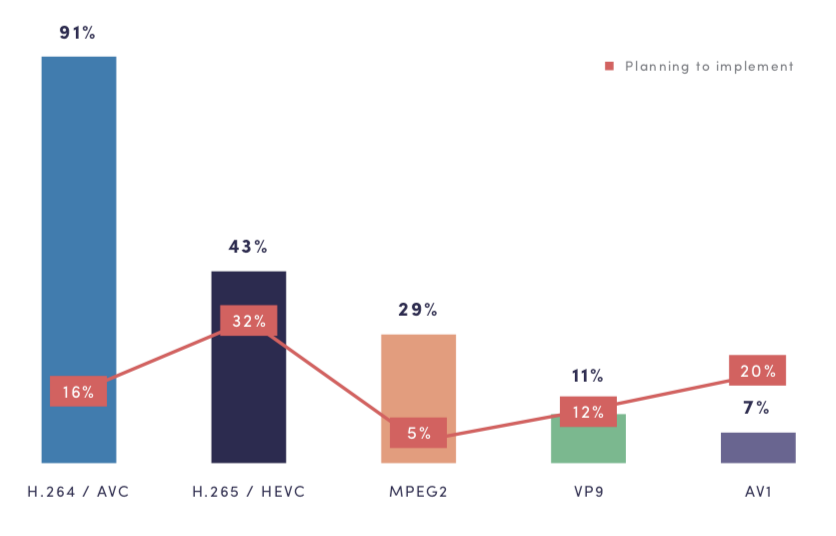 91%
Planning to implement
43%
32%
29%
11%
20%
16%
12%
7%
5%
H.264 / AVC
H.265 / HEVC
MPEG2
VP9
AV1